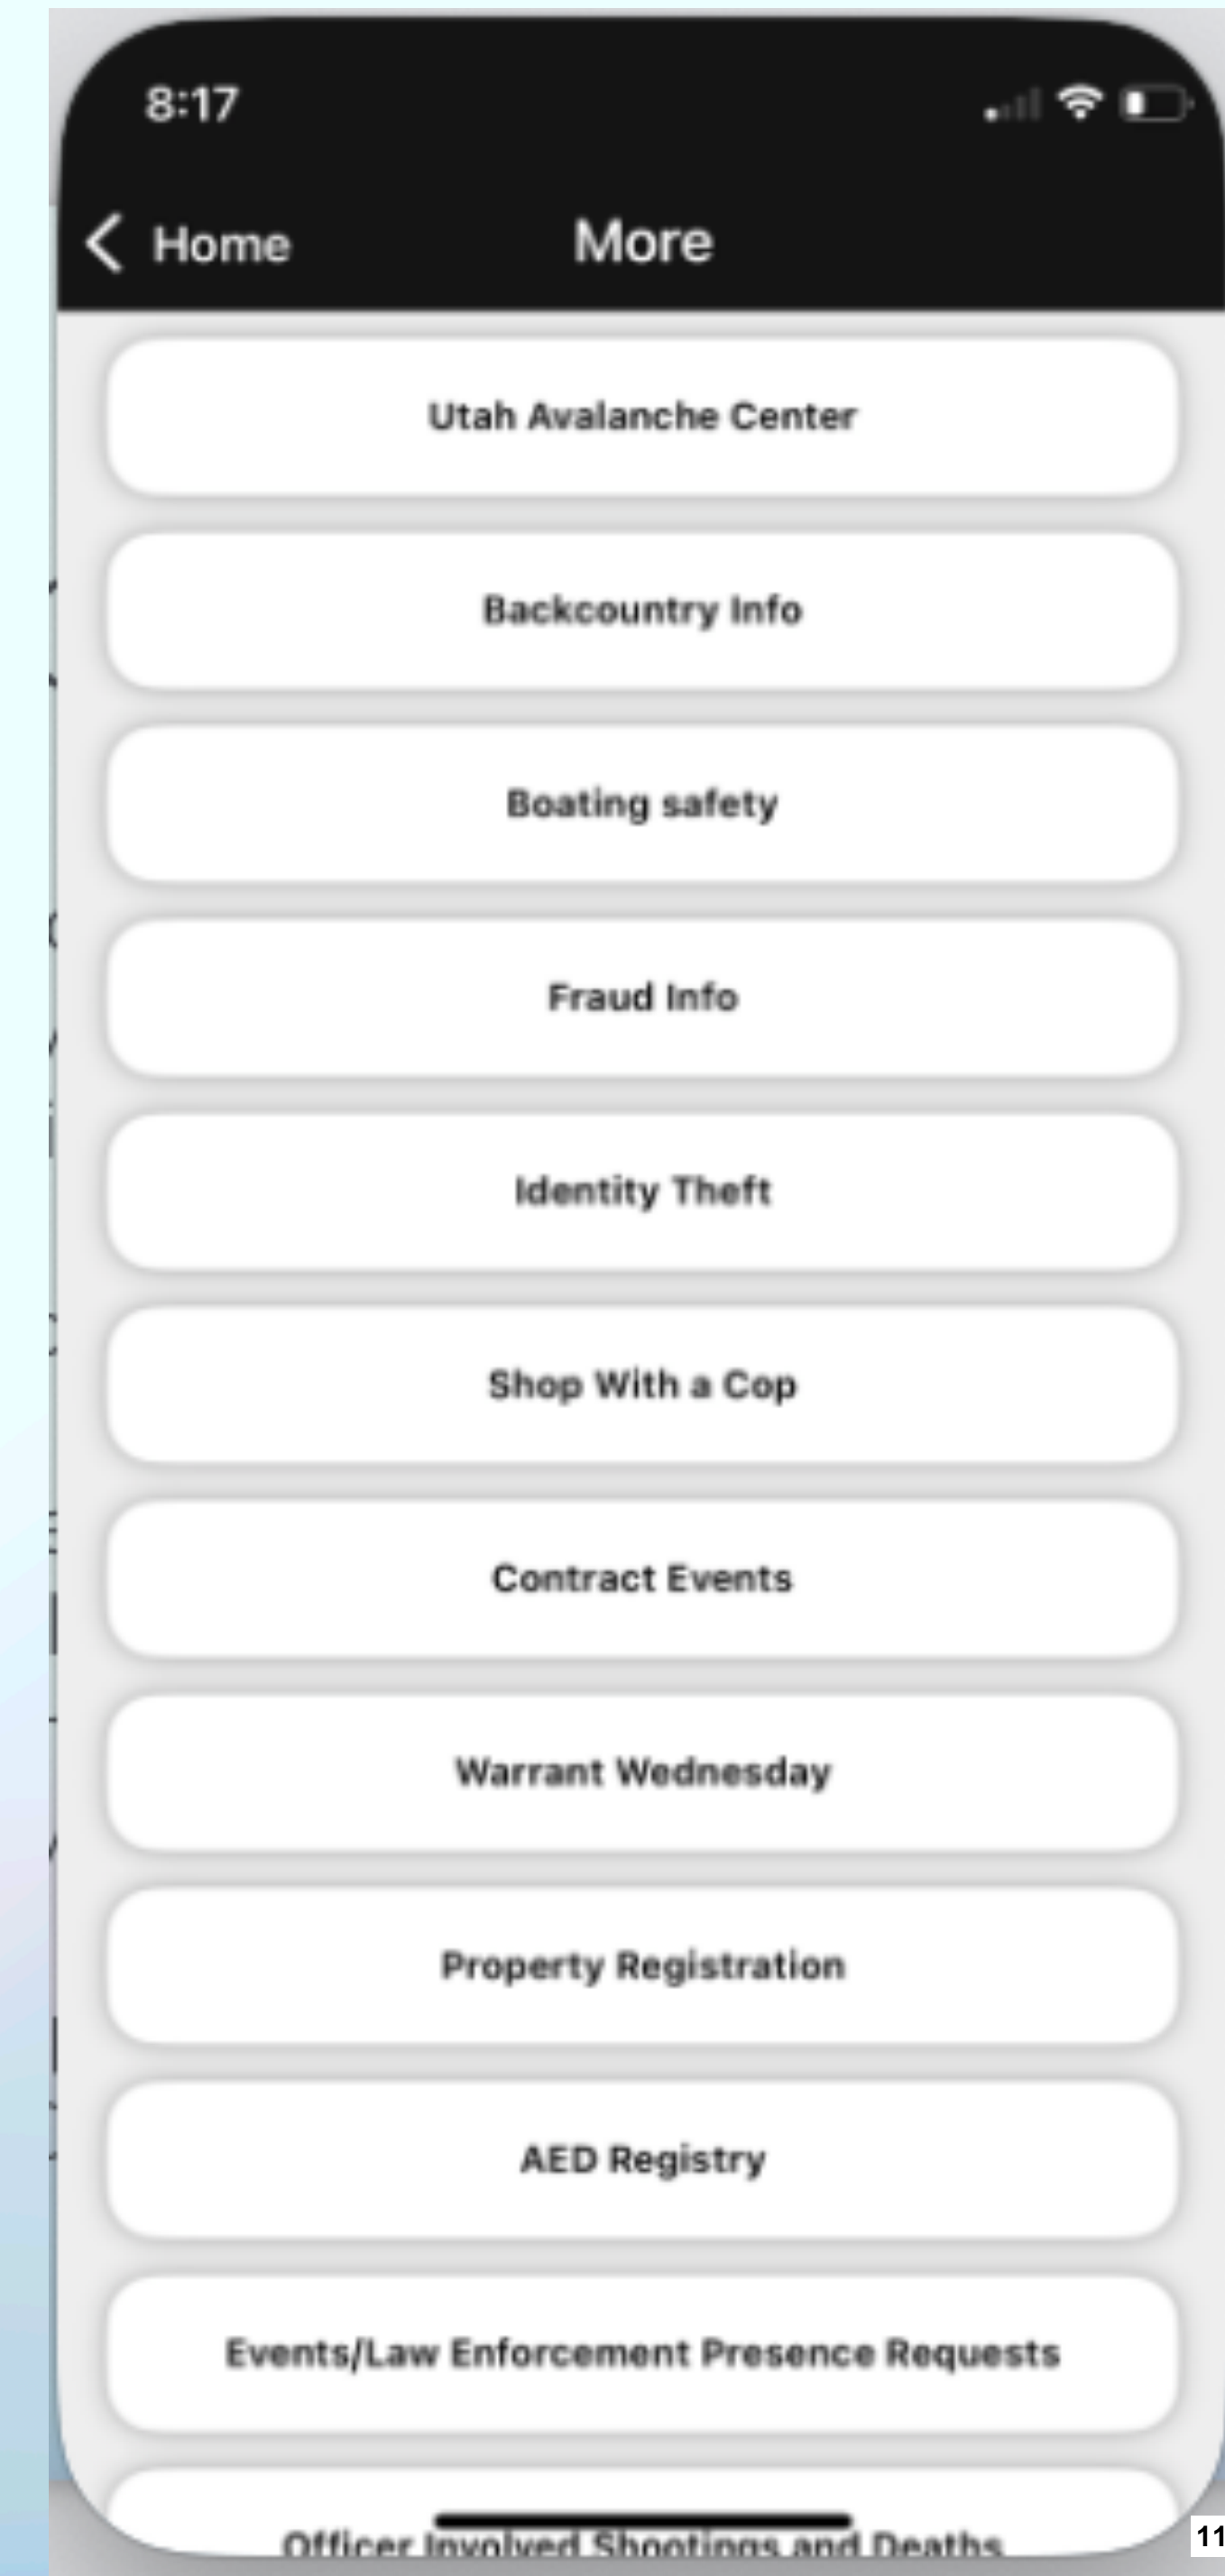 8:17
Home
More
Utah Avalanche Center
Backcountry Info
Boating safety
Fraud Info
Identity Theft
Shop With a Cop
Contract Events
Warrant Wednesday
Property Registration
AED Registry
Events/Law Enforcement Presence Requests
Officer Involved Shootings and Deaths
11